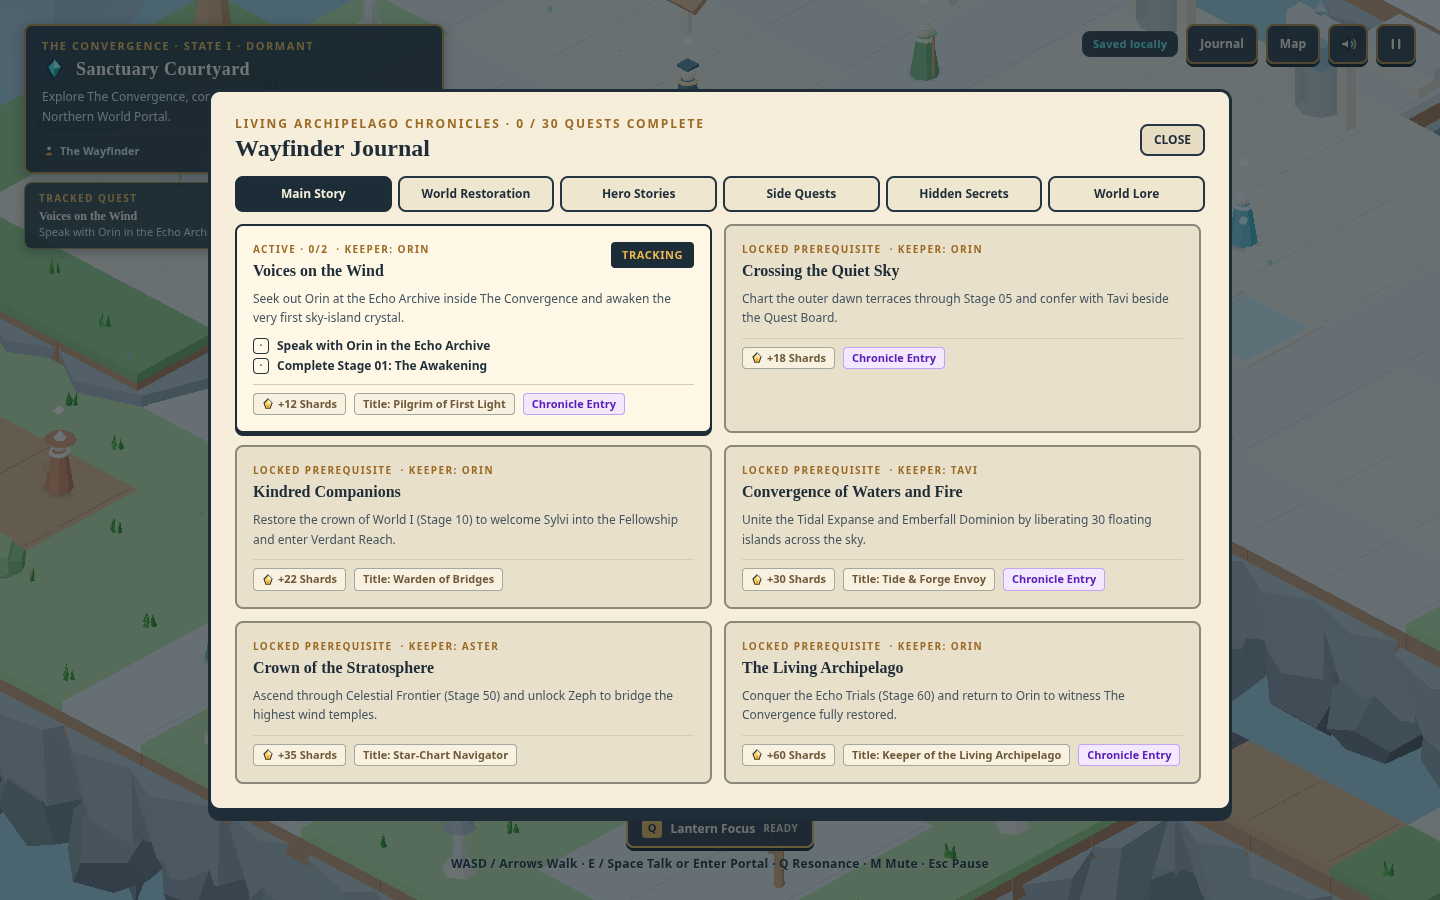 THE CONVERGENCE · STATE I · DORMANT
Sanctuary Courtyard
Explore The Convergence, cor
Northern World Portal.
The Wayfinder
TRACKED QUEST
Voices on the Wind
Speak with Orin in the Echo Arch
Saved locally
Journal
Map
LIVING ARCHIPELAGO CHRONICLES · 0 / 30 QUESTS COMPLETE
Wayfinder Journal
CLOSE
Main Story
World Restoration
Hero Stories
Side Quests
Hidden Secrets
World Lore
ACTIVE · 0/2 · KEEPER: ORIN
TRACKING
Voices on the Wind
Seek out Orin at the Echo Archive inside The Convergence and awaken the
very first sky-island crystal.
Speak with Orin in the Echo Archive
Complete Stage 01: The Awakening
+12 Shards
Title: Pilgrim of First Light
Chronicle Entry
LOCKED PREREQUISITE · KEEPER: ORIN
Crossing the Quiet Sky
Chart the outer dawn terraces through Stage 05 and confer with Tavi beside
the Quest Board.
+18 Shards
Chronicle Entry
LOCKED PREREQUISITE · KEEPER: ORIN
Kindred Companions
Restore the crown of World I (Stage 10) to welcome Sylvi into the Fellowship
and enter Verdant Reach.
+22 Shards
Title: Warden of Bridges
LOCKED PREREQUISITE · KEEPER: TAVI
Convergence of Waters and Fire
Unite the Tidal Expanse and Emberfall Dominion by liberating 30 floating
islands across the sky.
+30 Shards
Title: Tide & Forge Envoy
Chronicle Entry
LOCKED PREREQUISITE · KEEPER: ASTER
Crown of the Stratosphere
Ascend through Celestial Frontier (Stage 50) and unlock Zeph to bridge the
highest wind temples.
+35 Shards
Title: Star-Chart Navigator
LOCKED PREREQUISITE · KEEPER: ORIN
The Living Archipelago
Conquer the Echo Trials (Stage 60) and return to Orin to witness The
Convergence fully restored.
+60 Shards
Title: Keeper of the Living Archipelago
Chronicle Entry
Q Lantern Focus READY
WASD / Arrows Walk · E / Space Talk or Enter Portal · Q Resonance · M Mute · Esc Pause